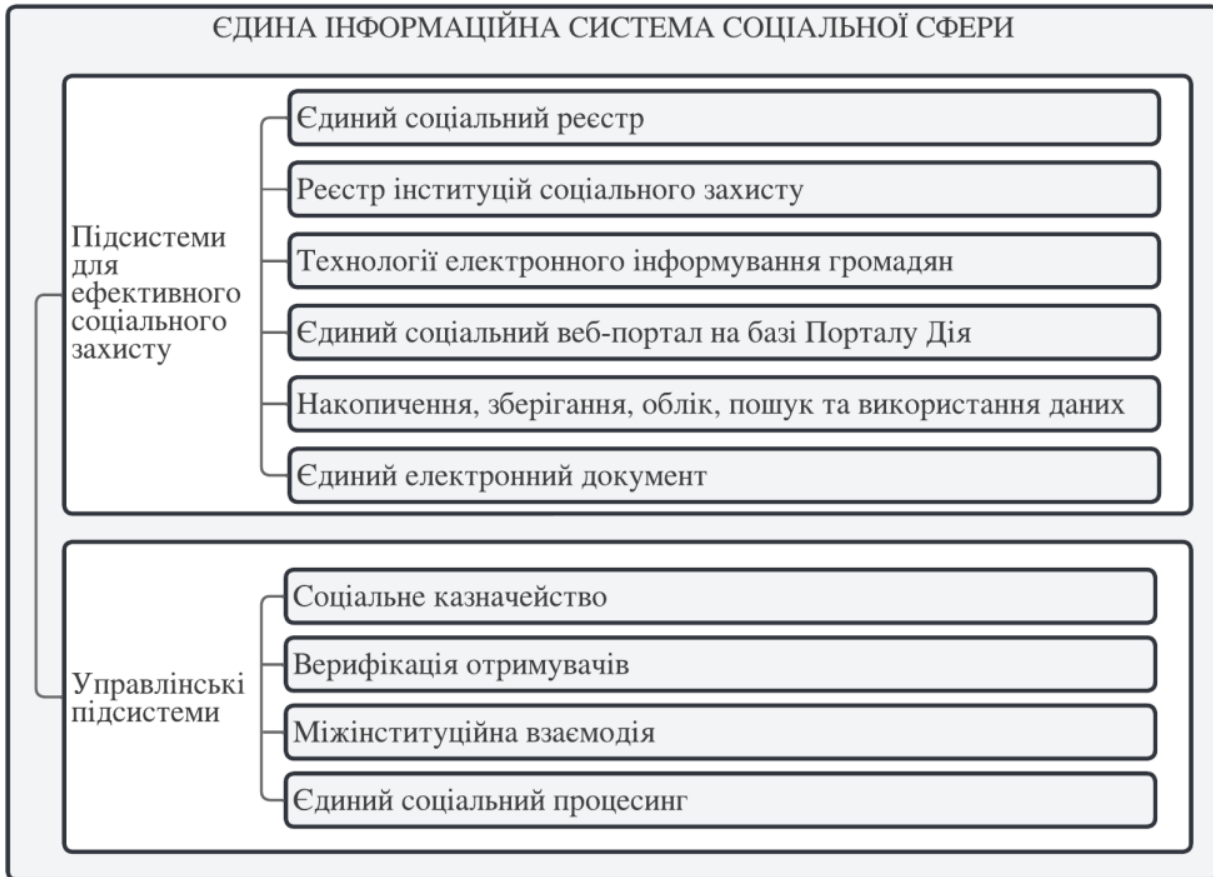 ЄДИНА ІНФОРМАЦІЙНА СИСТЕМА СОЦІАЛЬНОЇ СФЕРИ
Підсистеми
для
ефективного
соціального
захисту
Єдиний соціальний реєстр
Реєстр інституцій соціального захисту
Технології електронного інформування громадян
Єдиний соціальний веб-портал на базі Порталу Дія
Накопичення, зберігання, облік, пошук та використання даних
Єдиний електронний документ
Управлінські
підсистеми
Соціальне казначейство
Верифікація отримувачів
Міжінституційна взаємодія
Єдиний соціальний процесинг